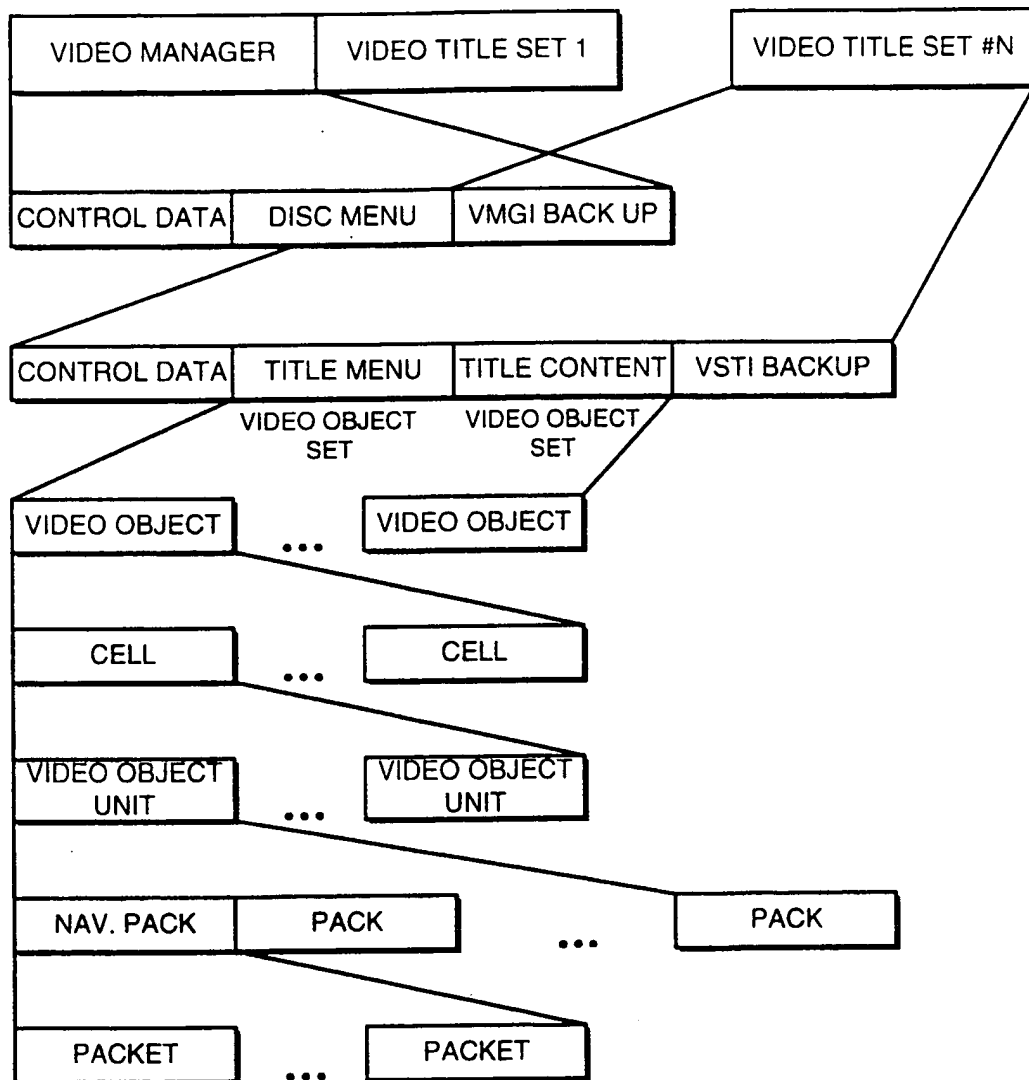 VIDEO MANAGER VIDEO TITLE SET 1 VIDEO TITLE SET #N
CONTROL DATA DISC MENU VMGI BACK UP
CONTROL DATA TITLE MENU TITLE CONTENT VSTI BACKUP
VIDEO OBJECT SET VIDEO OBJECT SET
VIDEO OBJECT ... VIDEO OBJECT
CELL ... CELL
VIDEO OBJECT UNIT ... VIDEO OBJECT UNIT
NAV. PACK PACK ... PACK
PACKET ... PACKET